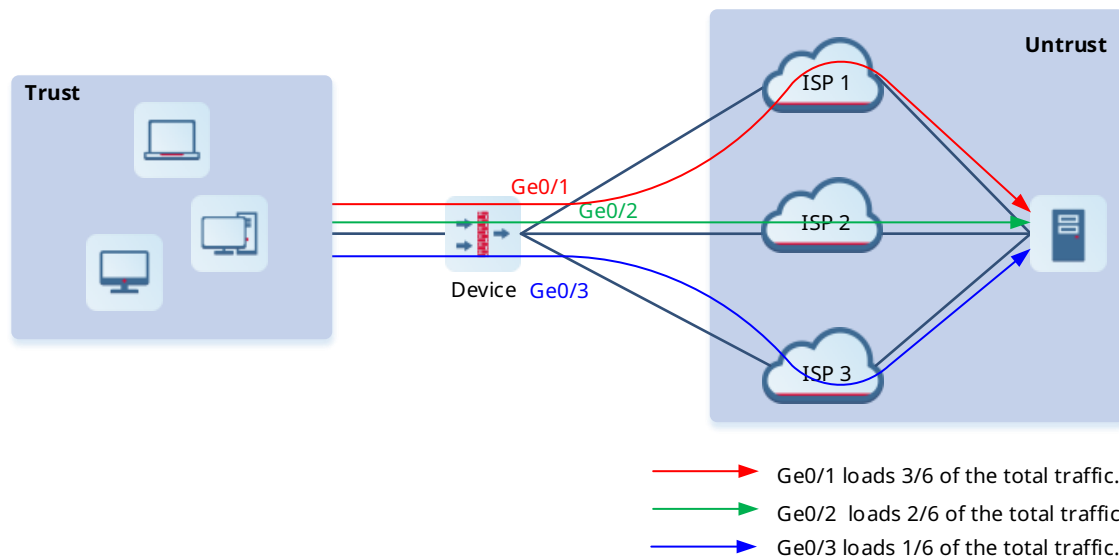 Untrust
Trust
ISP 1
Ge0/1
Ge0/2
ISP 2
Device
Ge0/3
ISP 3
Ge0/1 loads 3/6 of the total traffic.
Ge0/2  loads 2/6 of the total traffic
Ge0/3 loads 1/6 of the total traffic.